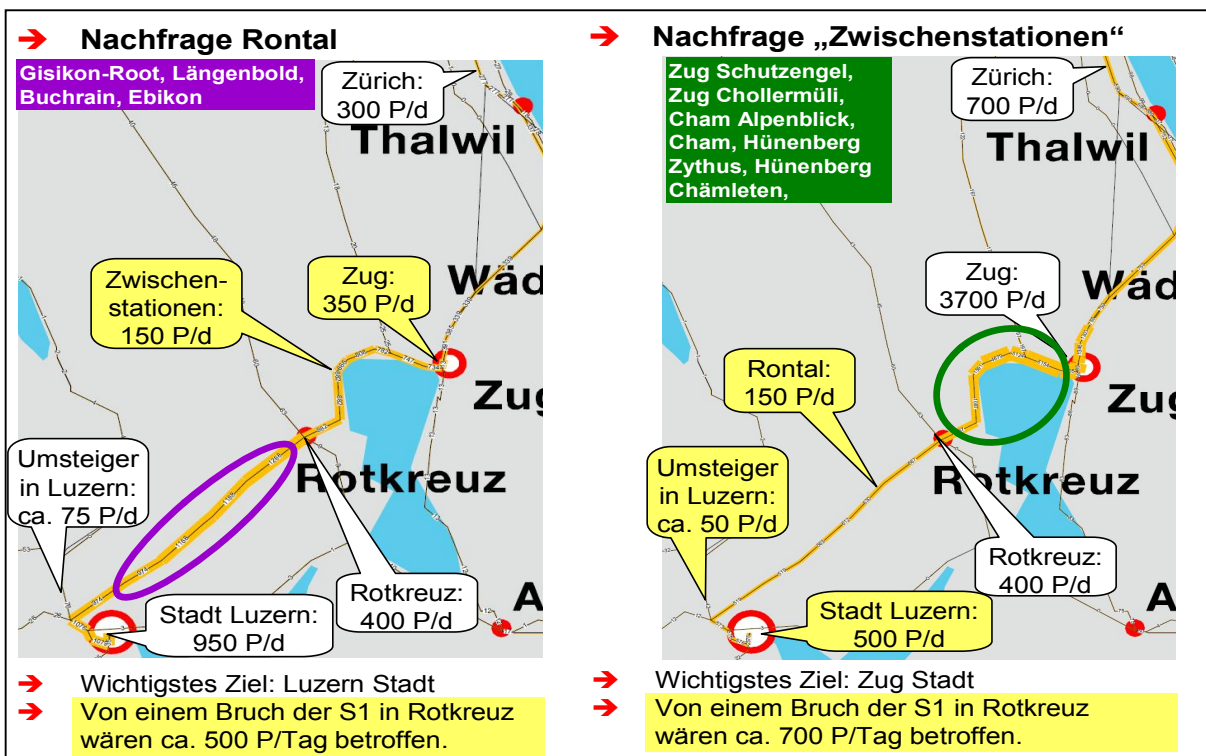 ➔ Nachfrage Rontal
Gisikon-Root, Längenbold,
Buchrain, Ebikon
Zürich:
300 P/d
Thalwil
Zwischen-
stationen:
150 P/d
Zug:
350 P/d
Wäd
Zug
Rotkreuz
Umsteiger
in Luzern:
ca. 75 P/d
Stadt Luzern:
950 P/d
Rotkreuz:
400 P/d
A
➔ Wichtigstes Ziel: Luzern Stadt
➔ Von einem Bruch der S1 in Rotkreuz
wären ca. 500 P/Tag betroffen.
➔ Nachfrage „Zwischenstationen“
Zug Schutzengel,
Zug Chollermüli,
Cham Alpenblick,
Cham, Hünenberg
Zythus, Hünenberg
Chämleten,
Zürich:
700 P/d
Thalwil
Zug:
3700 P/d
Wäd
Rontal:
150 P/d
Zug
Rotkreuz
Umsteiger
in Luzern:
ca. 50 P/d
Rotkreuz:
400 P/d
Stadt Luzern:
500 P/d
A
➔ Wichtigstes Ziel: Zug Stadt
➔ Von einem Bruch der S1 in Rotkreuz
wären ca. 700 P/Tag betroffen.